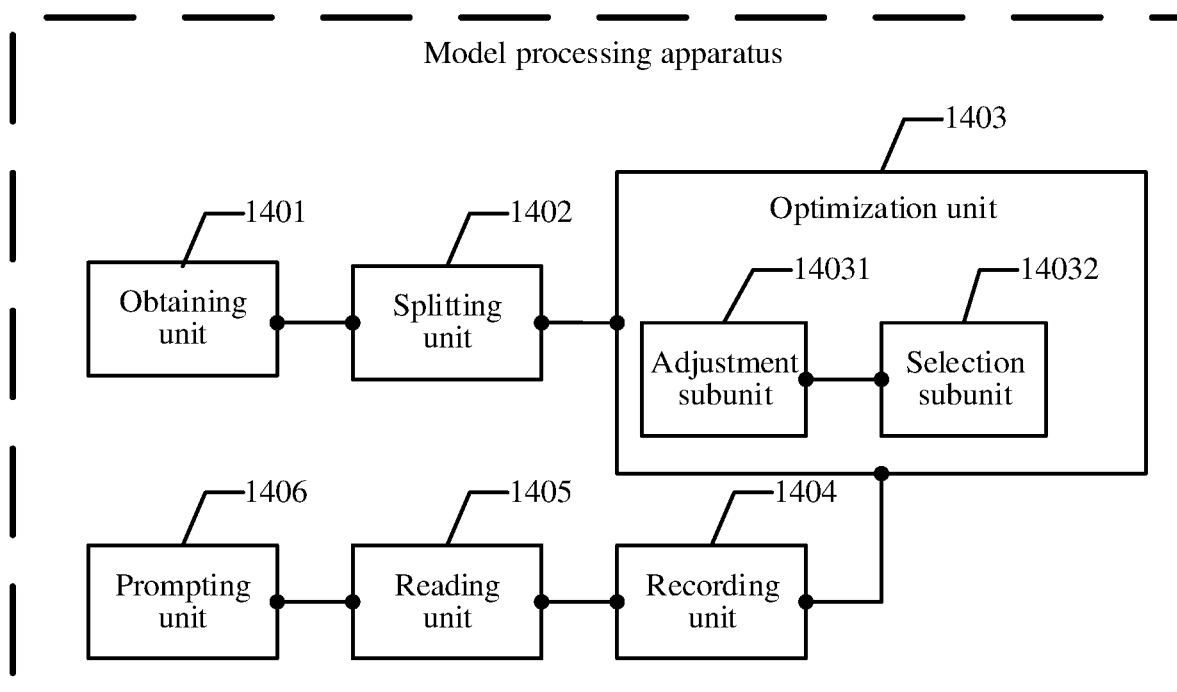 Model processing apparatus
1403
1401
1402
Optimization unit
14031
14032
Obtaining
unit
Splitting
unit
Adjustment
subunit
Selection
subunit
1406
1405
1404
Prompting
unit
Reading
unit
Recording
unit